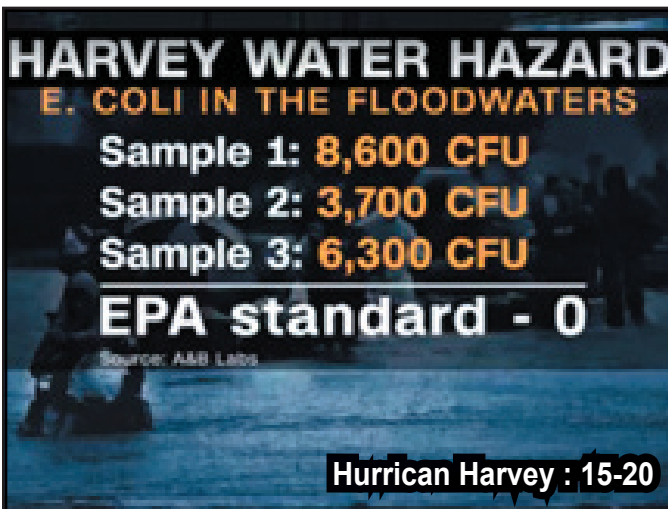 HARVEY WATER HAZARD
E. COLI IN THE FLOODWATERS
Sample 1: 8,600 CFU
Sample 2: 3,700 CFU
Sample 3: 6,300 CFU
EPA standard - 0
Source: A&B Labs
Hurrican Harvey : 15-20